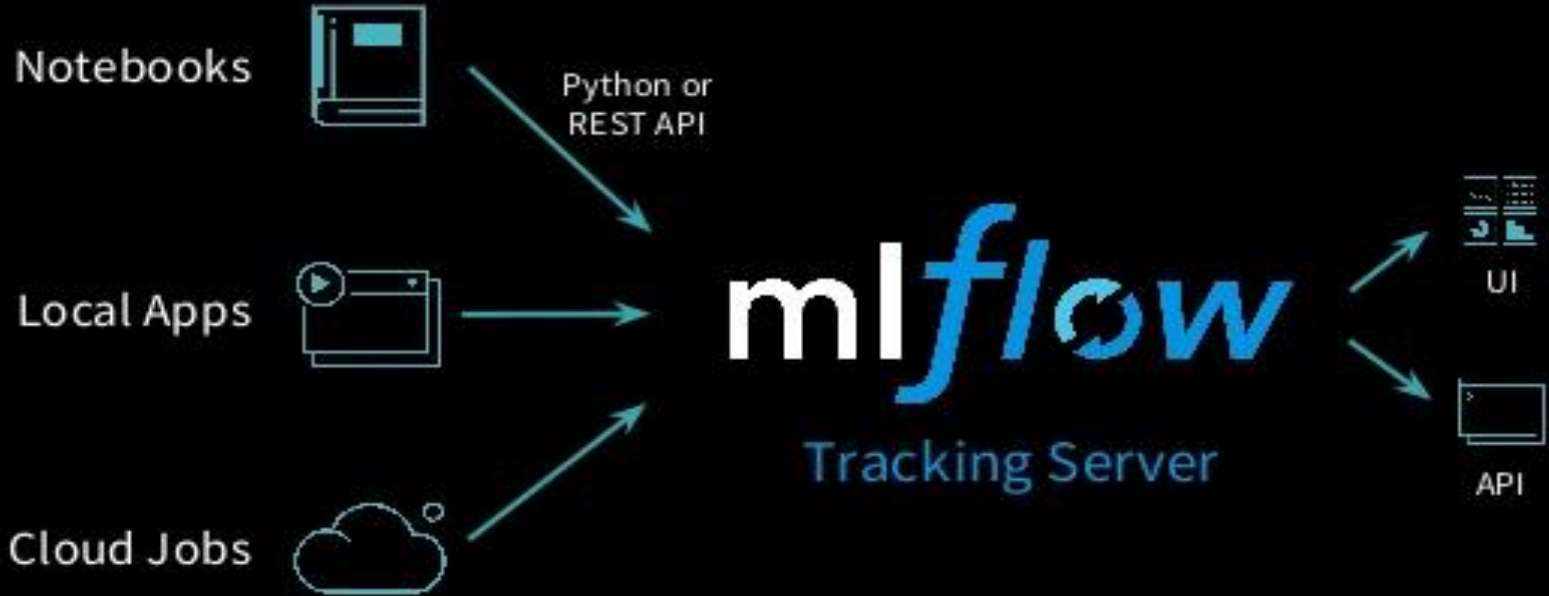 Notebooks
Python or
REST API
Local Apps
mlflow
Tracking Server
UI
API
Cloud Jobs